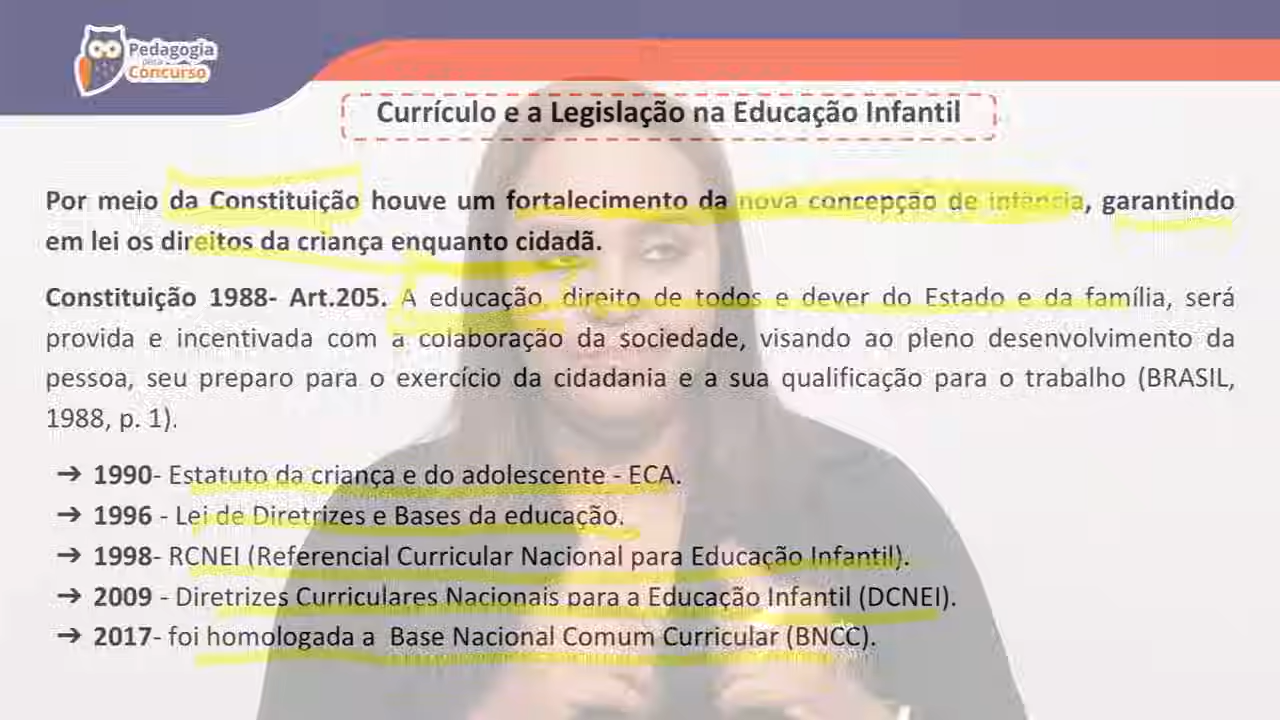 Pedagogia
para
Concurso
Currículo e a Legislação na Educação Infantil
Por meio da Constituição houve um fortalecimento da nova concepção de infância, garantindo
em lei os direitos da criança enquanto cidadã.
Constituição 1988- Art.205. A educação, direito de todos e dever do Estado e da família, será
provida e incentivada com a colaboração da sociedade, visando ao pleno desenvolvimento da
pessoa, seu preparo para o exercício da cidadania e a sua qualificação para o trabalho (BRASIL,
1988, p. 1).
➔ 1990- Estatuto da criança e do adolescente - ECA.
➔ 1996 - Lei de Diretrizes e Bases da educação.
➔ 1998- RCNEI (Referencial Curricular Nacional para Educação Infantil).
➔ 2009 - Diretrizes Curriculares Nacionais para a Educação Infantil (DCNEI).
➔ 2017- foi homologada a Base Nacional Comum Curricular (BNCC).